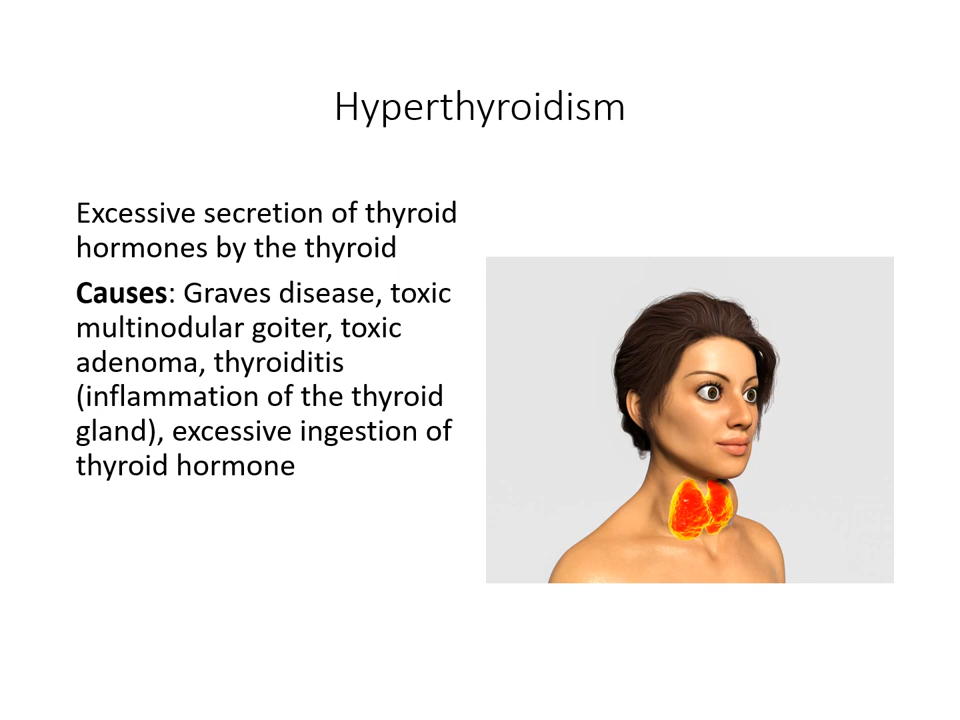 Hyperthyroidism
Excessive secretion of thyroid
hormones by the thyroid
Causes: Graves disease, toxic
multinodular goiter, toxic
adenoma, thyroiditis
(inflammation of the thyroid
gland), excessive ingestion of
thyroid hormone